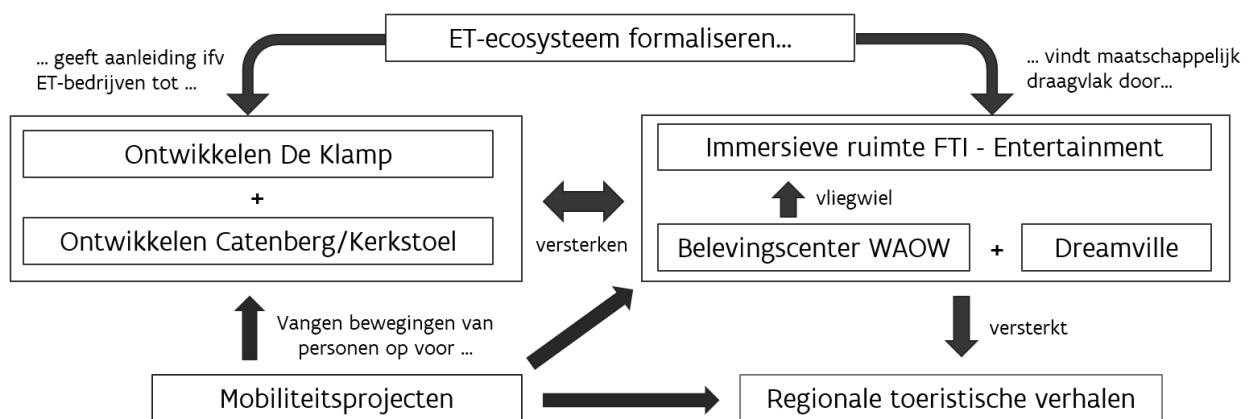 ET-ecosysteem formaliseren...
... geeft aanleiding ifv
ET-bedrijven tot ...
... vindt maatschappelijk
draagvlak door...
Ontwikkelen De Klamp
+
Ontwikkelen Catenberg/Kerkstoel
versterken
Immersieve ruimte FTI - Entertainment
vliegwiel
Belevingscenter WAOW
+
Dreamville
Vangen bewegingen van
personen op voor ...
versterkt
Mobiliteitsprojecten
Regionale toeristische verhalen